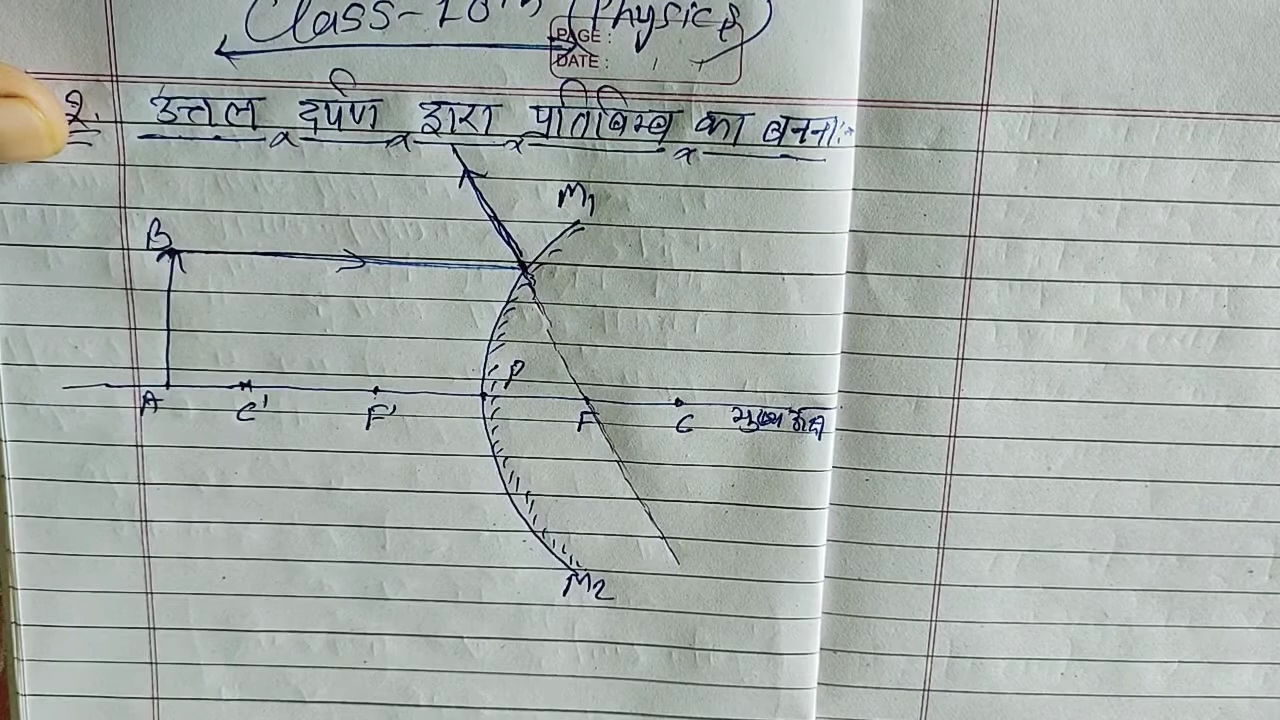 Class-10th (Physics)
PAGE :
DATE :
2. उत्तल दर्पण द्वारा प्रतिबिम्ब का बनना:-
M1
B
P
A C' F' F C मुख्य अक्ष
M2